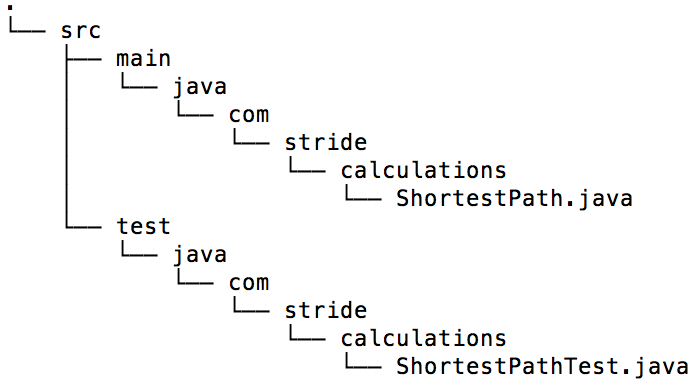 .
└── src
    ├── main
    │   └── java
    │       └── com
    │           └── stride
    │               └── calculations
    │                   └── ShortestPath.java
    └── test
        └── java
            └── com
                └── stride
                    └── calculations
                        └── ShortestPathTest.java